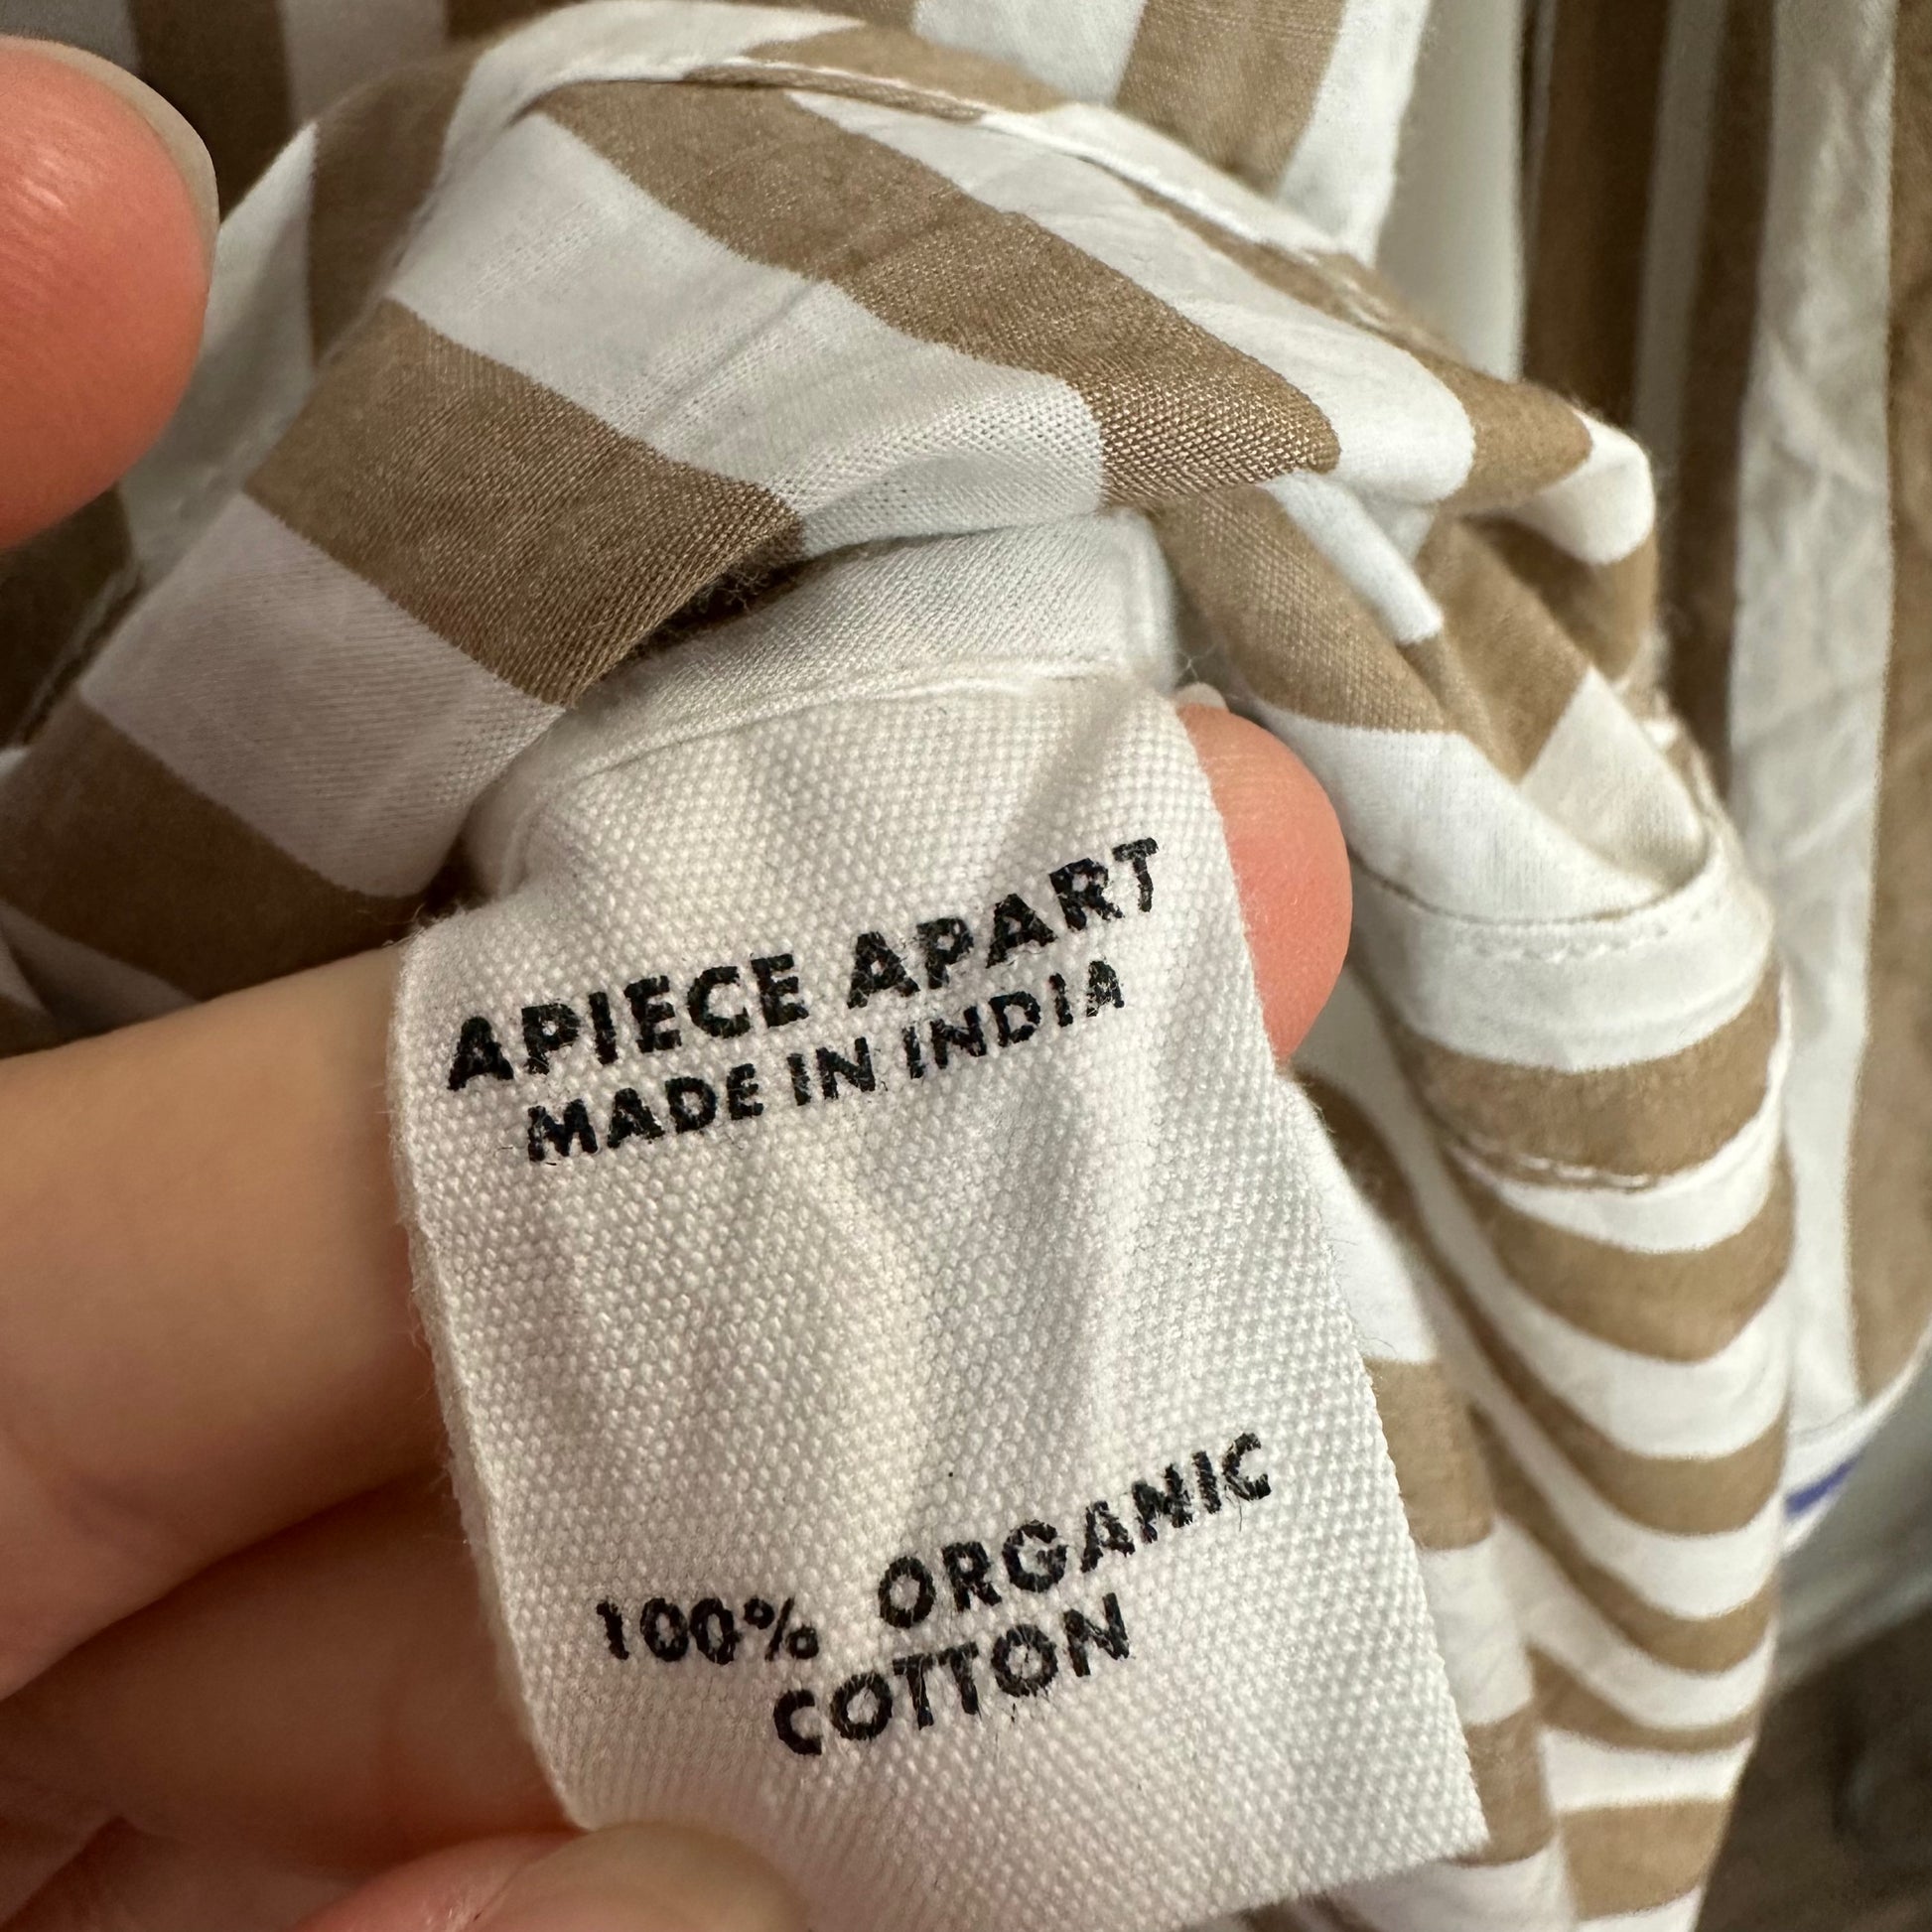 APIECE APART
MADE IN INDIA
100% ORGANIC
COTTON